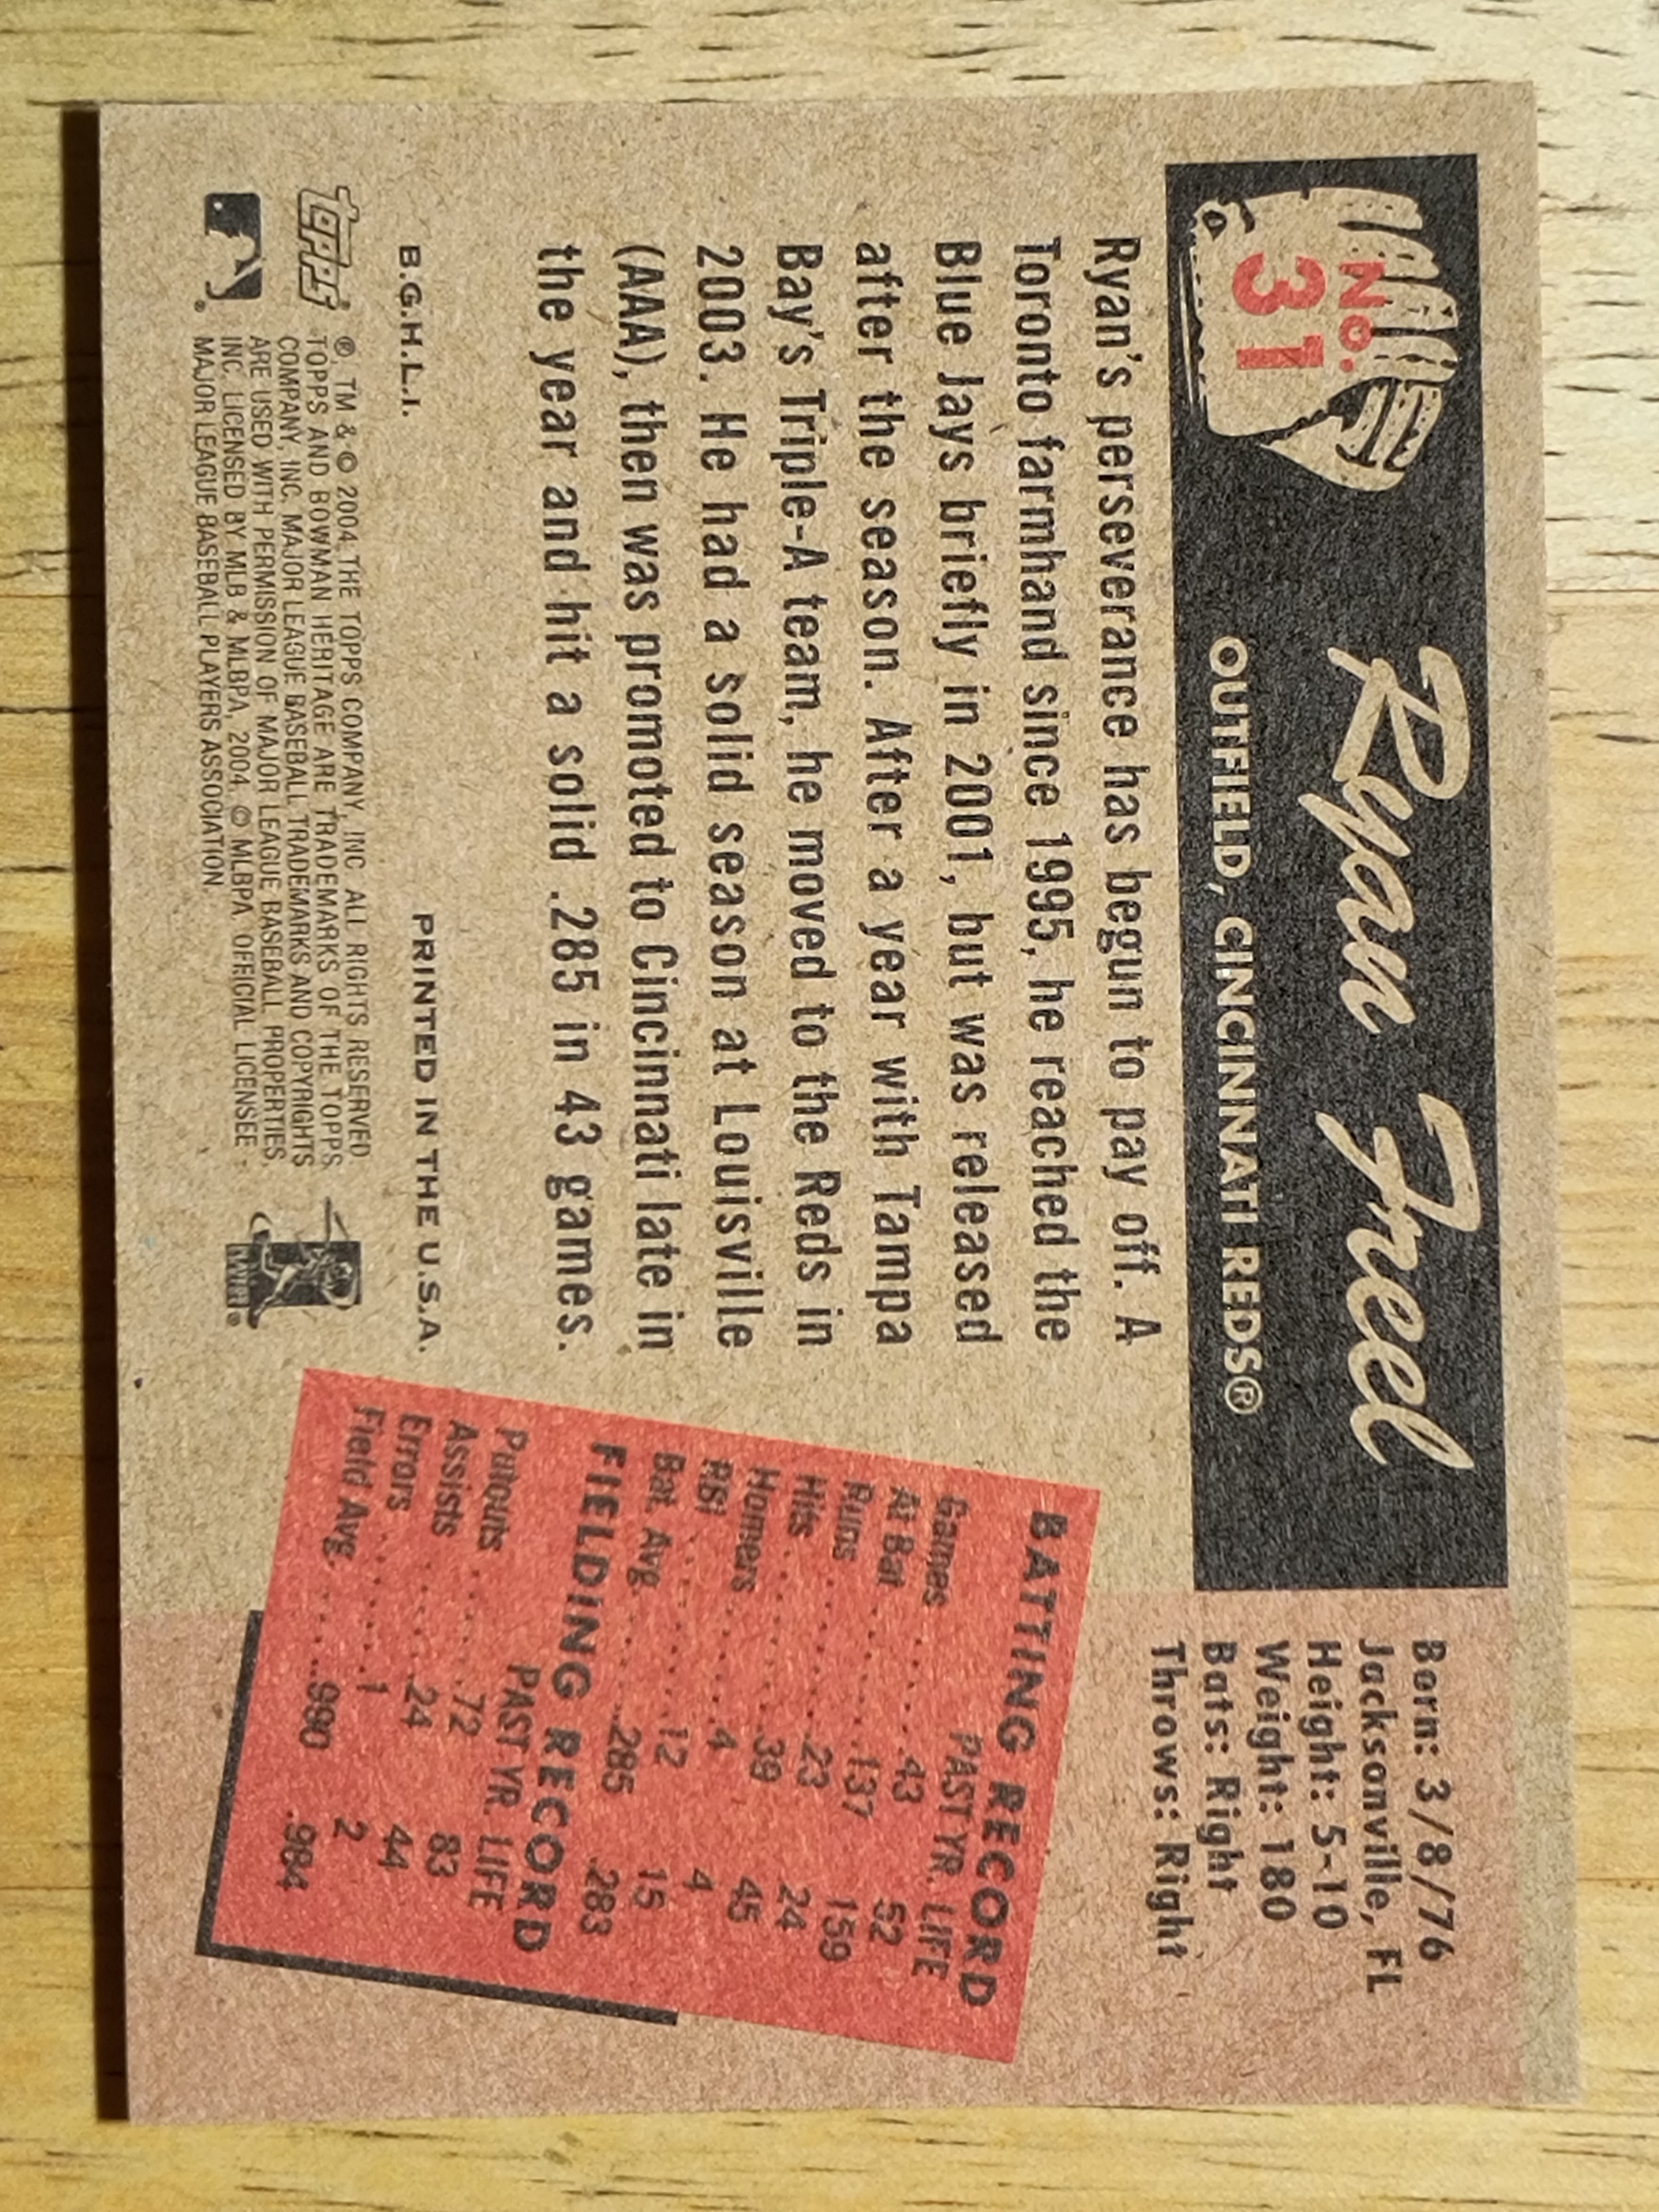 No.
31
Ryan Freel
OUTFIELD, CINCINNATI REDS®
Born: 3/8/76
Jacksonville, FL
Height: 5-10
Weight: 180
Bats: Right
Throws: Right
Ryan's perseverance has begun to pay off. A
Toronto farmhand since 1995, he reached the
Blue Jays briefly in 2001, but was released
after the season. After a year with Tampa
Bay's Triple-A team, he moved to the Reds in
2003. He had a solid season at Louisville
(AAA), then was promoted to Cincinnati late in
the year and hit a solid .285 in 43 games.
BATTING RECORD
PAST YR. LIFE
Games . . . . . . 43 52
At Bat . . . . . . . 137 159
Runs . . . . . . . . 23 24
Hits . . . . . . . . . 39 45
Homers . . . . . . 4 4
RBI . . . . . . . . . 12 15
Bat. Avg. . . . . . .285 .283
FIELDING RECORD
PAST YR. LIFE
Putouts . . . . . 72 83
Assists . . . . . . 24 44
Errors . . . . . . . 1 2
Field Avg. . . . . .990 .984
B.G.H.L.I.
PRINTED IN THE U.S.A.
topps
® TM & © 2004 THE TOPPS COMPANY, INC. ALL RIGHTS RESERVED.
TOPPS AND BOWMAN HERITAGE ARE TRADEMARKS OF THE TOPPS
COMPANY, INC. MAJOR LEAGUE BASEBALL TRADEMARKS AND COPYRIGHTS
ARE USED WITH PERMISSION OF MAJOR LEAGUE BASEBALL PROPERTIES,
INC. LICENSED BY MLB & MLBPA, 2004. © MLBPA OFFICIAL LICENSEE -
MAJOR LEAGUE BASEBALL PLAYERS ASSOCIATION.